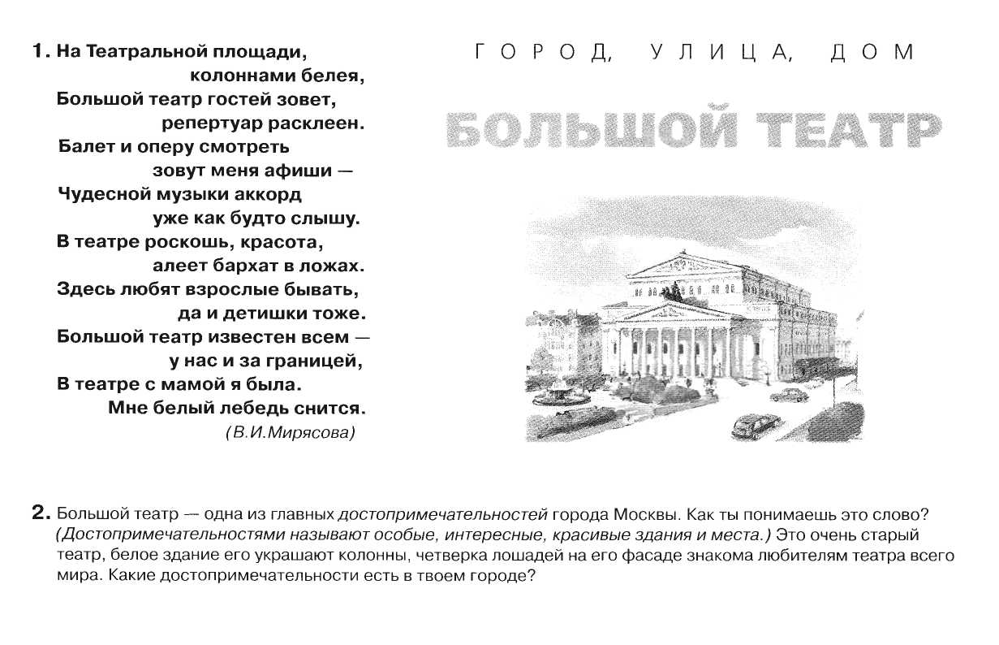 1. На Театральной площади,
колоннами белея,
Большой театр гостей зовет,
репертуар расклеен.
Балет и оперу смотреть
зовут меня афиши —
Чудесной музыки аккорд
уже как будто слышу.
В театре роскошь, красота,
алеет бархат в ложах.
Здесь любят взрослые бывать,
да и детишки тоже.
Большой театр известен всем —
у нас и за границей,
В театре с мамой я была.
Мне белый лебедь снится.
(В.И.Мирясова)
ГОРОД, УЛИЦА, ДОМ
БОЛЬШОЙ ТЕАТР
2. Большой театр — одна из главных достопримечательностей города Москвы. Как ты понимаешь это слово?
(Достопримечательностями называют особые, интересные, красивые здания и места.) Это очень старый
театр, белое здание его украшают колонны, четверка лошадей на его фасаде знакома любителям театра всего
мира. Какие достопримечательности есть в твоем городе?